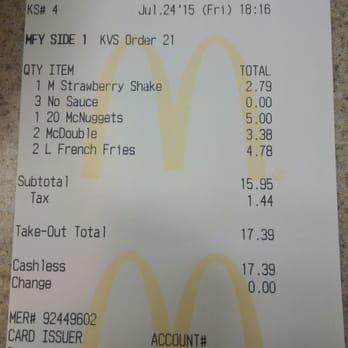 KS# 4 Jul.24'15 (Fri) 18:16
MFY SIDE 1 KVS Order 21
QTY ITEM TOTAL
1 M Strawberry Shake 2.79
3 No Sauce 0.00
1 20 McNuggets 5.00
2 McDouble 3.38
2 L French Fries 4.78
Subtotal 15.95
Tax 1.44
Take-Out Total 17.39
Cashless 17.39
Change 0.00
MER# 92449602
CARD ISSUER ACCOUNT#